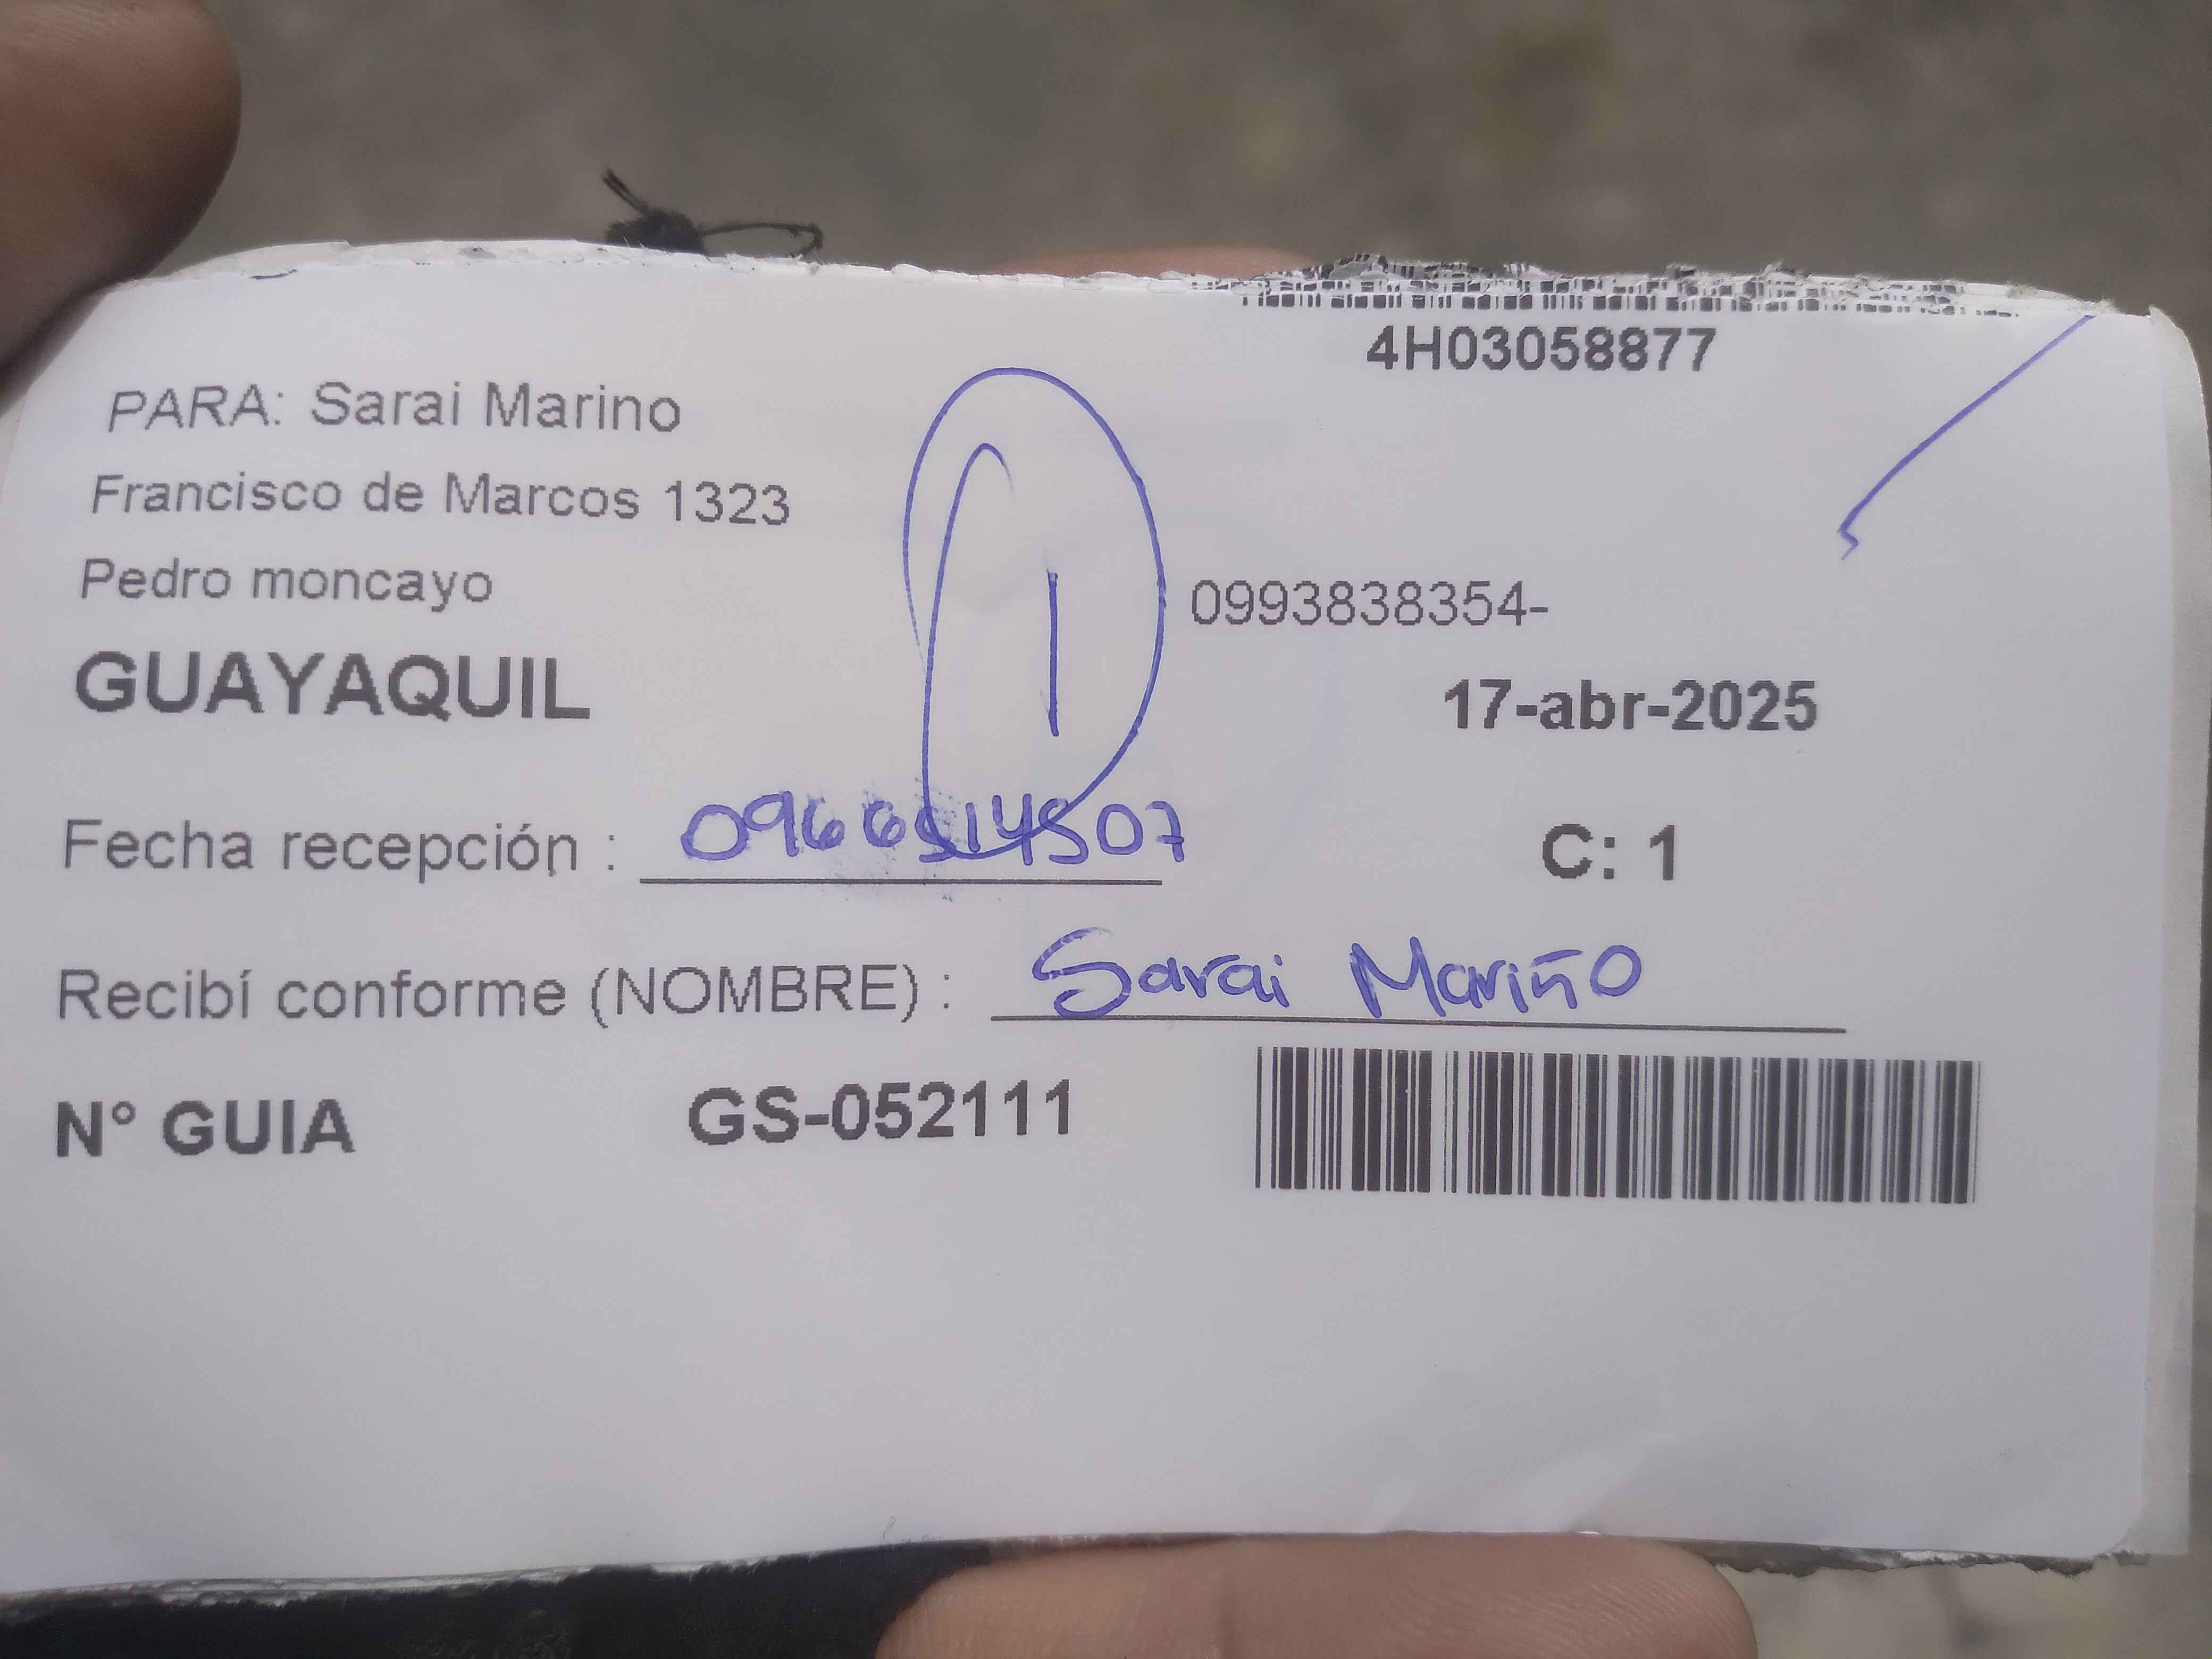 4H03058877
PARA: Sarai Marino
Francisco de Marcos 1323
Pedro moncayo
0993838354-
GUAYAQUIL
17-abr-2025
1
Fecha recepción : 0966514507
C: 1
Recibí conforme (NOMBRE) : Sarai Mariño
N° GUIA GS-052111